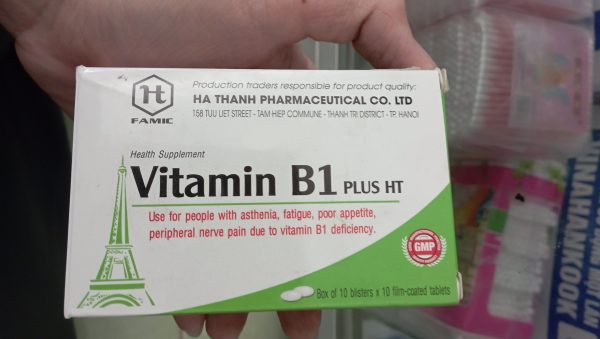 Production traders responsible for product quality:
HA THANH PHARMACEUTICAL CO. LTD
158 TUU LIET STREET - TAM HIEP COMMUNE - THANH TRI DISTRICT - TP. HANOI
Ht
FAMIC
Health Supplement
Vitamin B1 PLUS HT
Use for people with asthenia, fatigue, poor appetite,
peripheral nerve pain due to vitamin B1 deficiency.
GMP
Box of 10 blisters x 10 film-coated tablets
INAHANKOOK